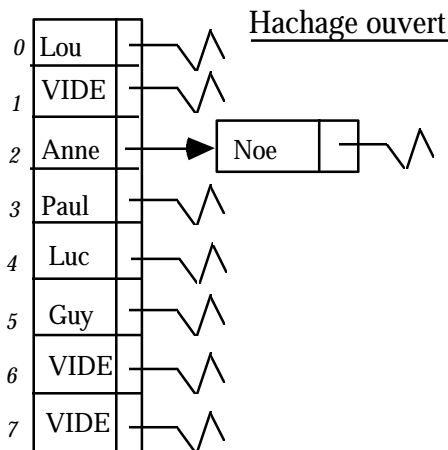 Hachage ouvert
0 Lou
1 VIDE
2 Anne Noe
3 Paul
4 Luc
5 Guy
6 VIDE
7 VIDE